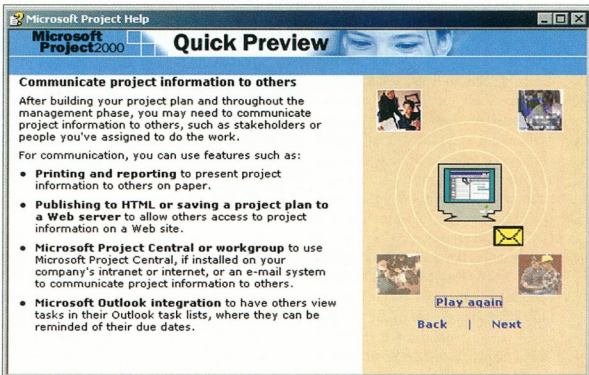 Microsoft Project Help
Microsoft
Project2000
Quick Preview
Communicate project information to others
After building your project plan and throughout the
management phase, you may need to communicate
project information to others, such as stakeholders or
people you've assigned to do the work.
For communication, you can use features such as:
• Printing and reporting to present project
information to others on paper.
• Publishing to HTML or saving a project plan to
a Web server to allow others access to project
information on a Web site.
• Microsoft Project Central or workgroup to use
Microsoft Project Central, if installed on your
company's intranet or internet, or an e-mail system
to communicate project information to others.
• Microsoft Outlook integration to have others view
tasks in their Outlook task lists, where they can be
reminded of their due dates.
Play again
Back | Next